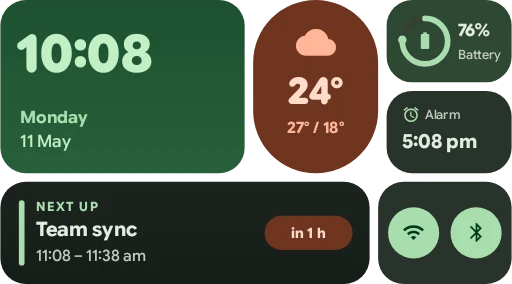 10:08
Monday
11 May
24°
27° / 18°
76%
Battery
Alarm
5:08 pm
NEXT UP
Team sync
11:08 – 11:38 am
in 1 h